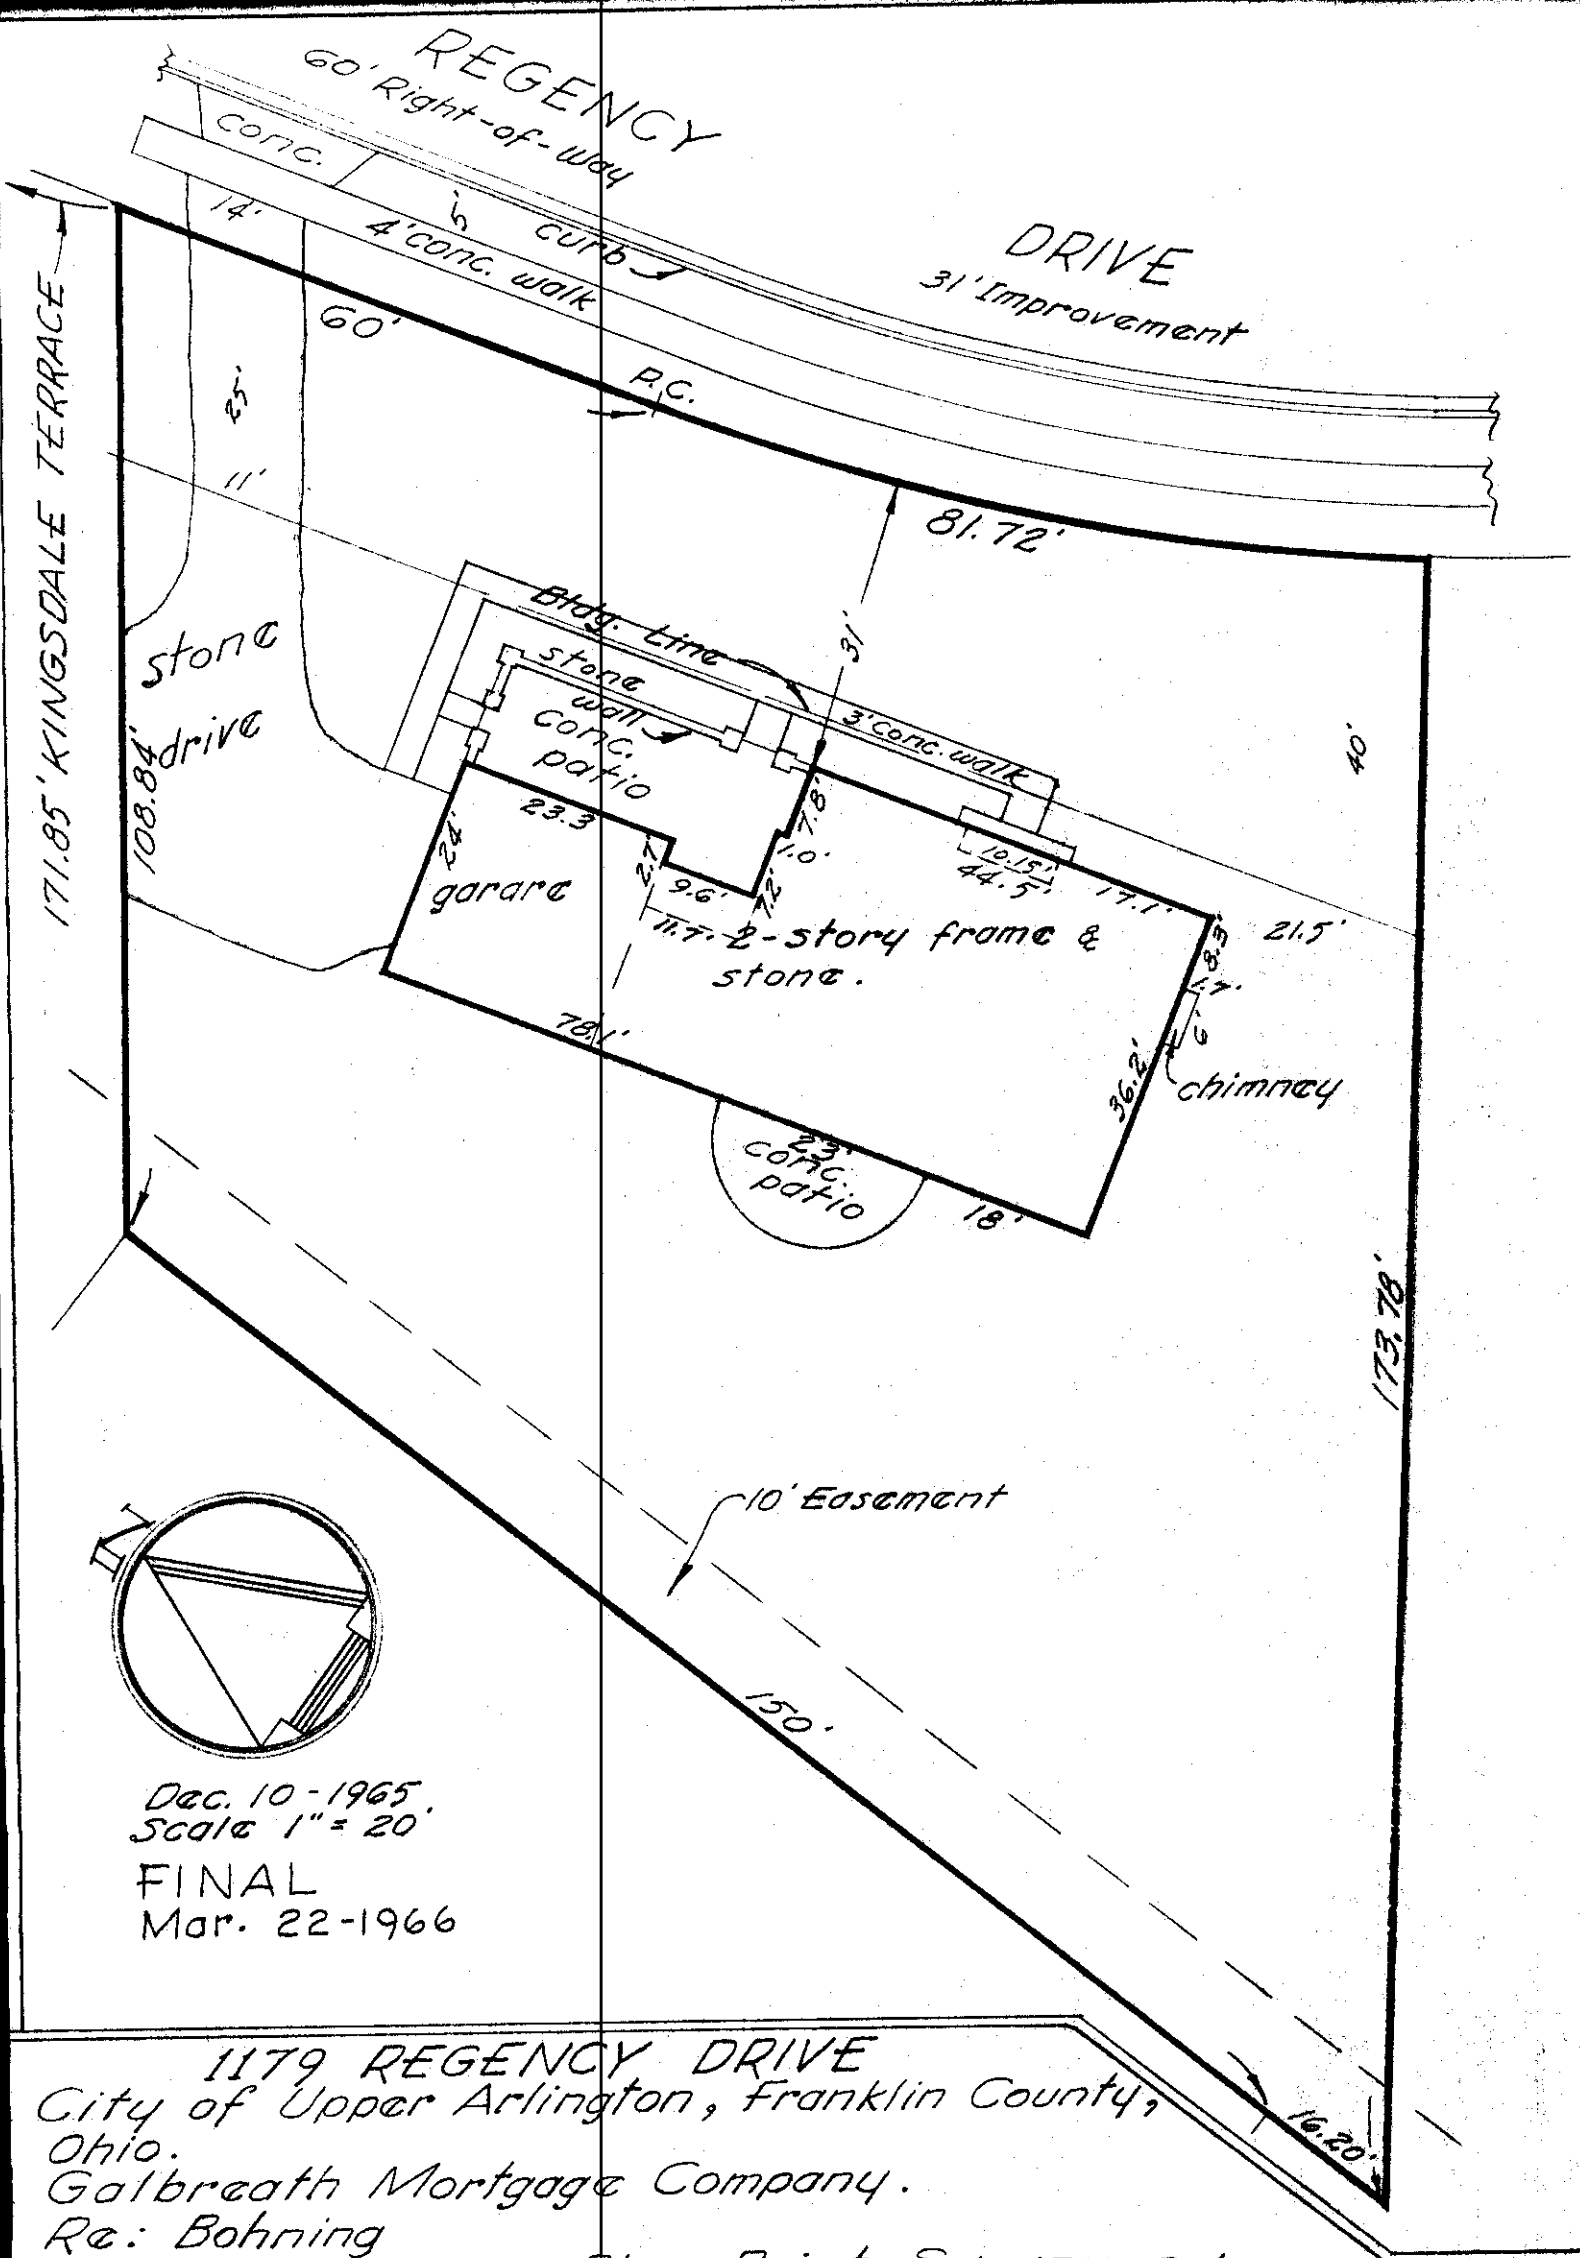 REGENCY
60' Right-of-way
DRIVE
31' Improvement
conc.
14'
4' conc. walk
5'
curb
60'
P.C.
81.72'
171.85' KINGSDALE TERRACE
25'
11'
31'
Bldg. Line
stone
wall
Conc.
patio
3' conc. walk
40'
stone
drive
108.84'
23.3
24'
garare
2.7'
9.6'
7.2'
7.8'
1.0'
11.7'
10.15'
44.5'
17.1'
2-story frame &
stone.
8.3'
21.5'
1.7'
6'
36.2'
chimney
78.1'
23'
conc.
patio
18'
173.78'
10' Easement
150'
16.20'
N
Dec. 10-1965
Scale 1" = 20'
FINAL
Mar. 22-1966
1179 REGENCY DRIVE
City of Upper Arlington, Franklin County,
Ohio.
Galbreath Mortgage Company.
Re: Bohning